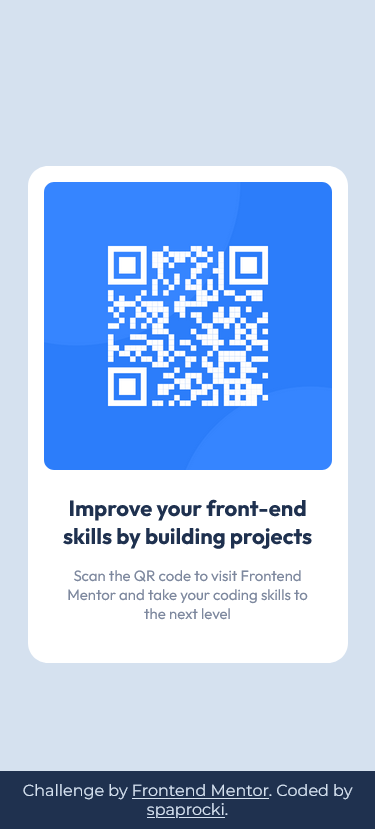 Improve your front-end
skills by building projects
Scan the QR code to visit Frontend
Mentor and take your coding skills to
the next level
Challenge by Frontend Mentor. Coded by
spaprocki.